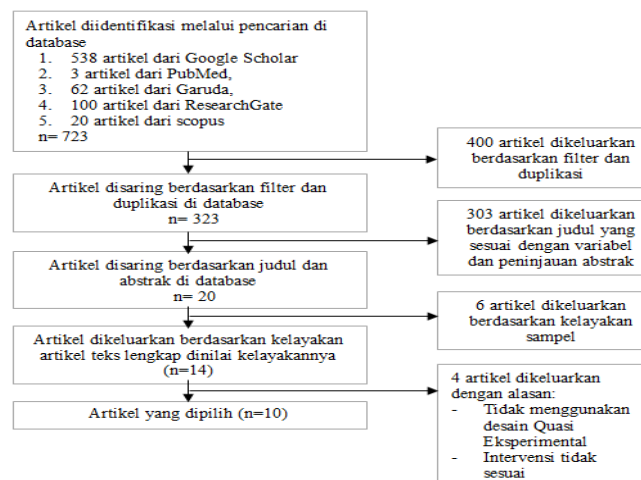 Artikel diidentifikasi melalui pencarian di
database
1. 538 artikel dari Google Scholar
2. 3 artikel dari PubMed,
3. 62 artikel dari Garuda,
4. 100 artikel dari ResearchGate
5. 20 artikel dari scopus
n= 723
400 artikel dikeluarkan
berdasarkan filter dan
duplikasi
Artikel disaring berdasarkan filter dan
duplikasi di database
n= 323
303 artikel dikeluarkan
berdasarkan judul yang
sesuai dengan variabel
dan peninjauan abstrak
Artikel disaring berdasarkan judul dan
abstrak di database
n= 20
6 artikel dikeluarkan
berdasarkan kelayakan
sampel
Artikel dikeluarkan berdasarkan kelayakan
artikel teks lengkap dinilai kelayakannya
(n=14)
4 artikel dikeluarkan
dengan alasan:
- Tidak menggunakan
desain Quasi
Eksperimental
- Intervensi tidak
sesuai
Artikel yang dipilih (n=10)